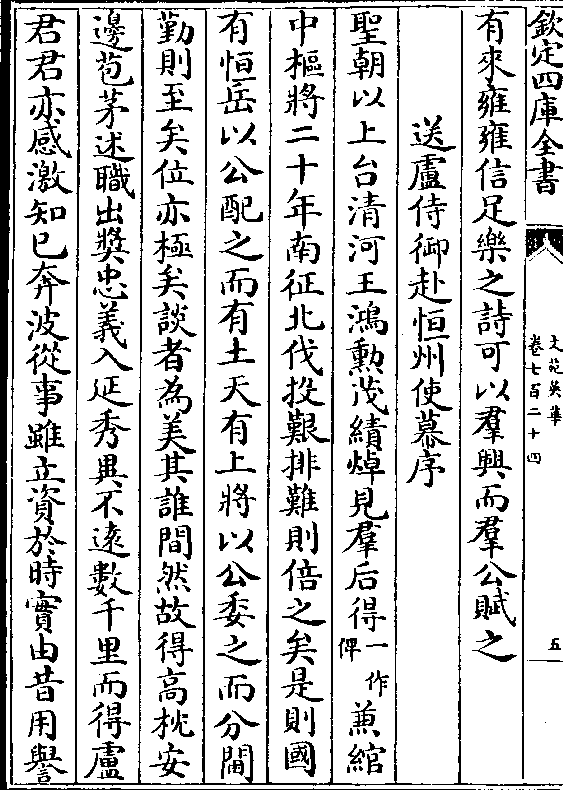 欽定四庫全書
文苑英華
卷七百二十四
五
有來雍雍信足樂之詩可以羣興而羣公賦之
送盧侍御赴恒州使幕序
聖朝以上台清河王鴻勳茂績焯見羣后得一作俾兼綰
中樞將二十年南征北伐投艱排難則倍之矣是則國
有恒岳以公配之而有土天有上將以公委之而分閫
勤則至矣位亦極矣談者為美其誰間然故得高枕安
邊苞茅述職出獎忠義入延秀異不遠數千里而得盧
君君亦感激知已奔波從事雖立資於時實由昔用譽